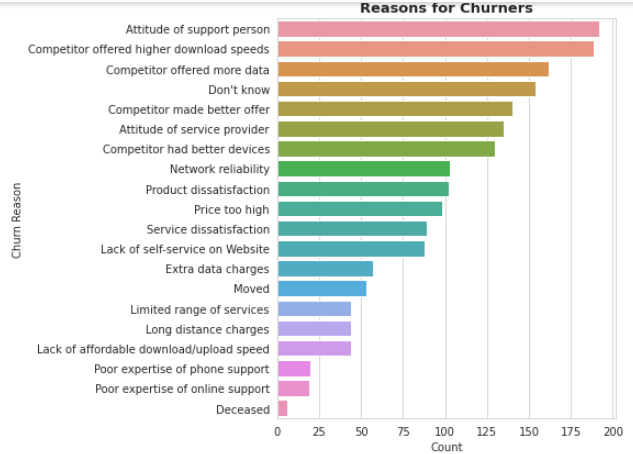 Reasons for Churners
Attitude of support person
Competitor offered higher download speeds
Competitor offered more data
Don't know
Competitor made better offer
Attitude of service provider
Competitor had better devices
Network reliability
Product dissatisfaction
Price too high
Service dissatisfaction
Lack of self-service on Website
Extra data charges
Moved
Limited range of services
Long distance charges
Lack of affordable download/upload speed
Poor expertise of phone support
Poor expertise of online support
Deceased
Churn Reason
0 25 50 75 100 125 150 175 200
Count